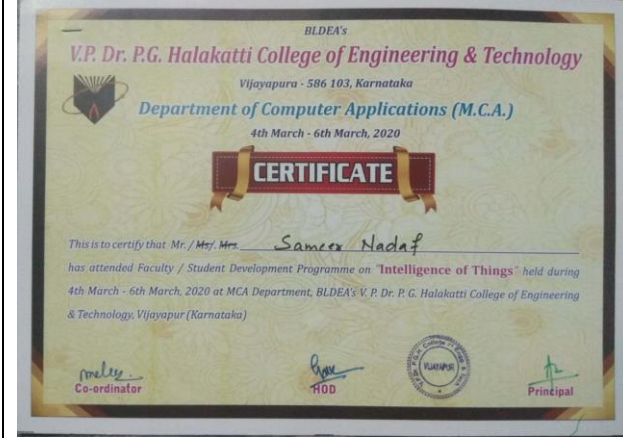 BLDEA's
V.P. Dr. P.G. Halakatti College of Engineering & Technology
Vijayapura - 586 103, Karnataka
Department of Computer Applications (M.C.A.)
4th March - 6th March, 2020
CERTIFICATE
This is to certify that Mr. / Ms/. Mrs. Sameer Nadaf
has attended Faculty / Student Development Programme on "Intelligence of Things" held during
4th March - 6th March, 2020 at MCA Department, BLDEA's V. P. Dr. P. G. Halakatti College of Engineering
& Technology, Vijayapur (Karnataka)
VIJAYAPUR
Co-ordinator HOD Principal